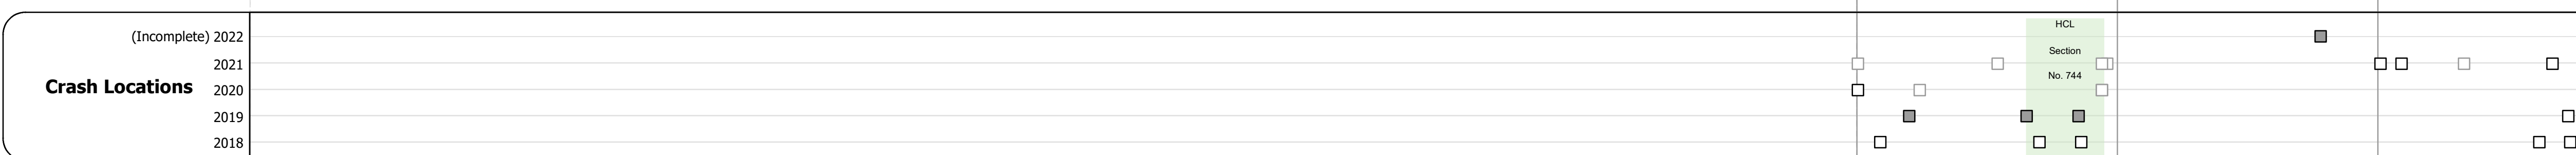 HCL
(Incomplete) 2022
Section
2021
No. 744
Crash Locations
2020
2019
2018